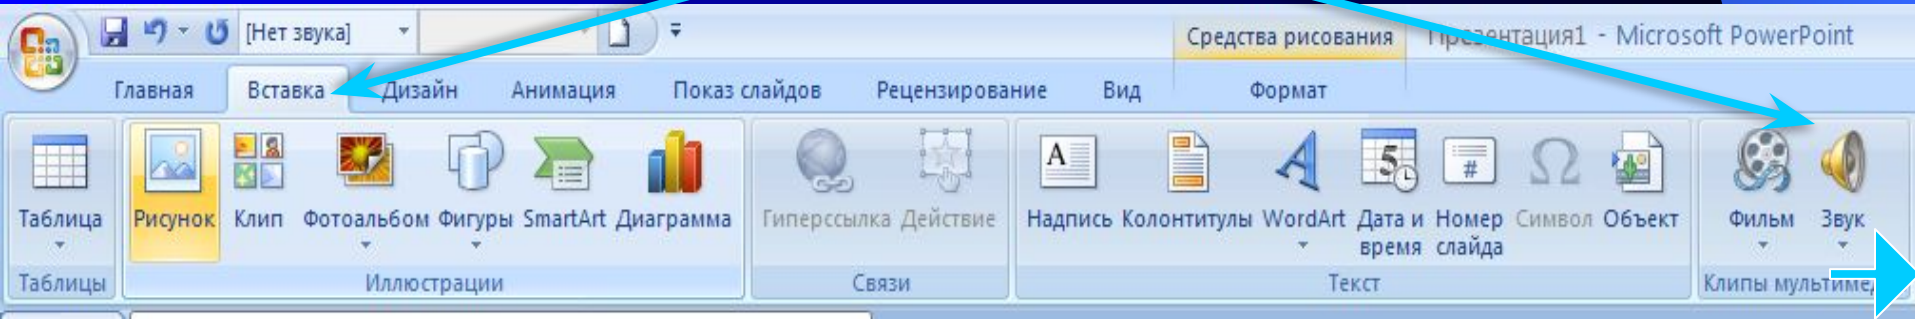 [Нет звука]
Средства рисования
Презентация1 - Microsoft PowerPoint
Главная Вставка Дизайн Анимация Показ слайдов Рецензирование Вид Формат
Таблица Рисунок Клип Фотоальбом Фигуры SmartArt Диаграмма Гиперссылка Действие Надпись Колонтитулы WordArt Дата и Номер Символ Объект Фильм Звук
время слайда
Таблицы Иллюстрации Связи Текст Клипы